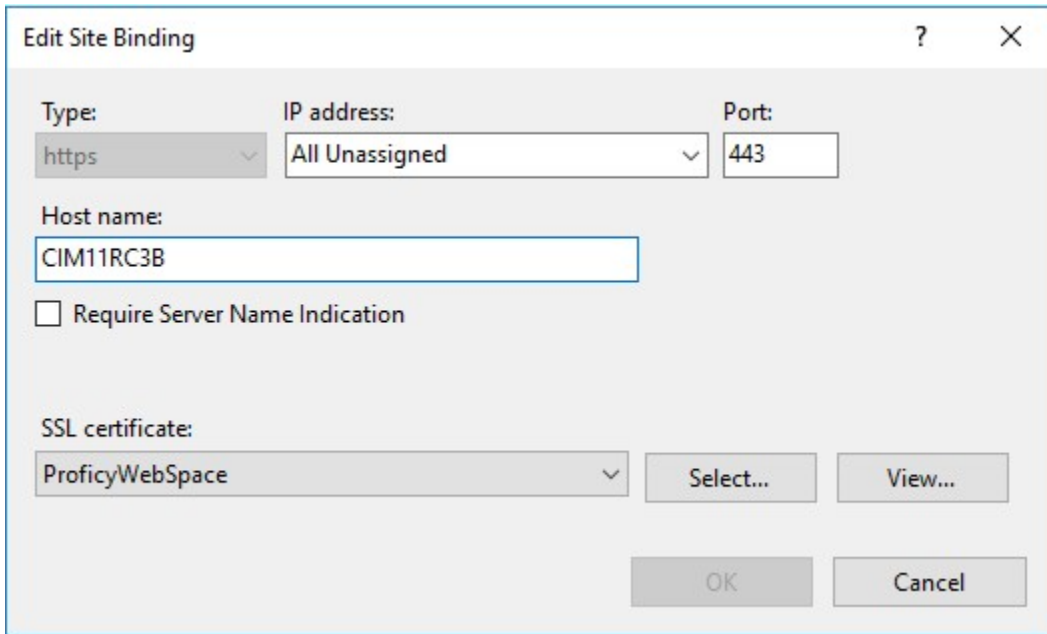 Edit Site Binding ?
Type: IP address: Port:
https All Unassigned 443
Host name:
CIM11RC3B
Require Server Name Indication
SSL certificate:
ProficyWebSpace Select... View...
OK Cancel